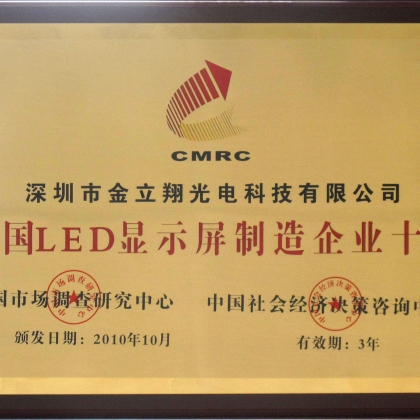 CMRC
深圳市金立翔光电科技有限公司
国LED显示屏制造企业十
国市场调查研究中心 中国社会经济决策咨询中
颁发日期：2010年10月 有效期：3年